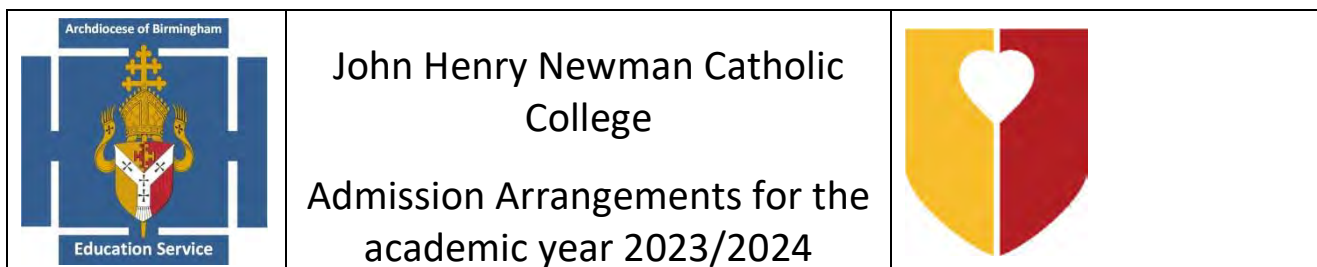 Archdiocese of Birmingham
Education Service
John Henry Newman Catholic
College
Admission Arrangements for the
academic year 2023/2024